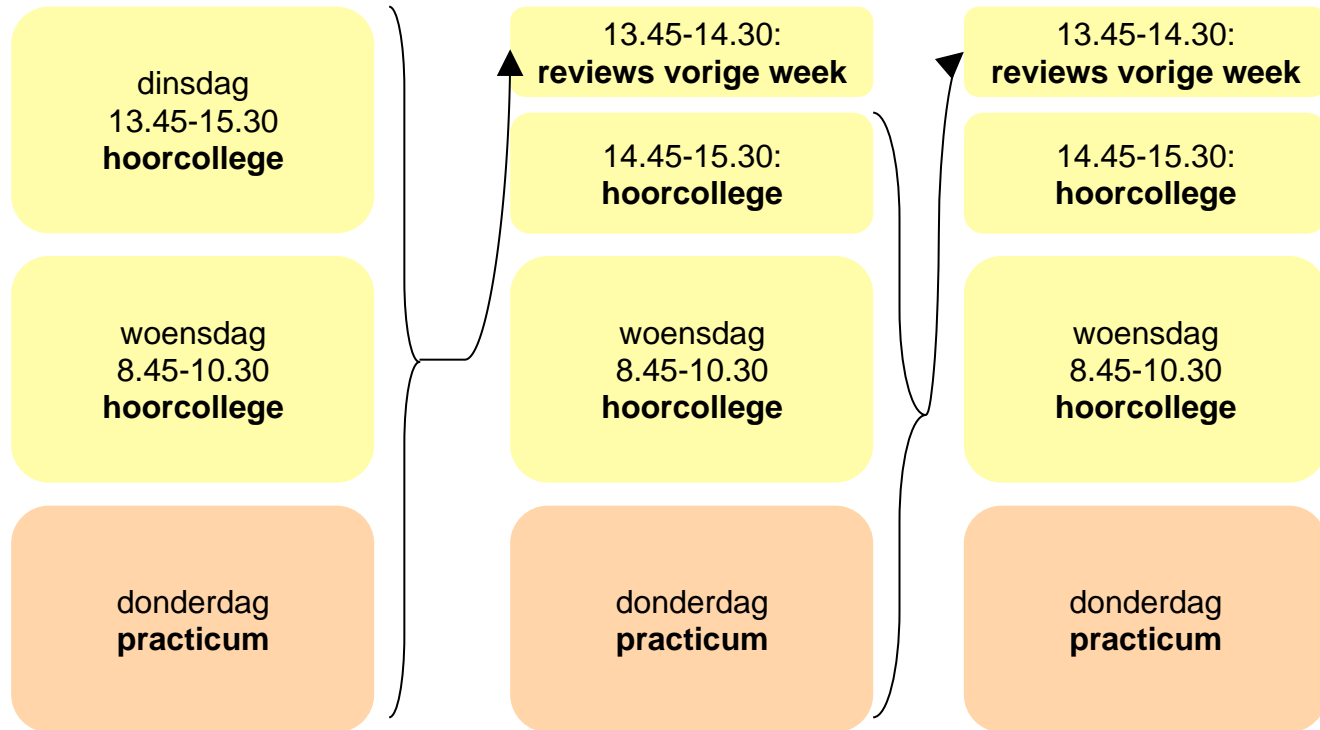 dinsdag
13.45-15.30
hoorcollege
woensdag
8.45-10.30
hoorcollege
donderdag
practicum
13.45-14.30:
reviews vorige week
14.45-15.30:
hoorcollege
woensdag
8.45-10.30
hoorcollege
donderdag
practicum
13.45-14.30:
reviews vorige week
14.45-15.30:
hoorcollege
woensdag
8.45-10.30
hoorcollege
donderdag
practicum